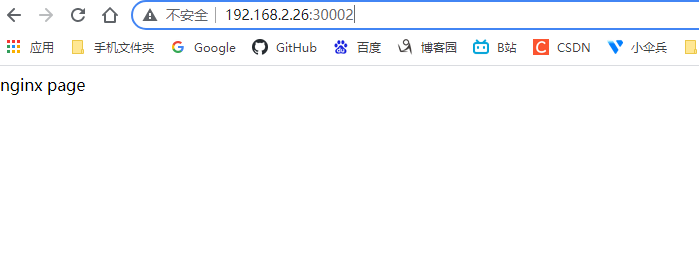 不安全 192.168.2.26:30002
应用 手机文件夹 Google GitHub 百度 博客园 B站 CSDN 小伞兵
nginx page